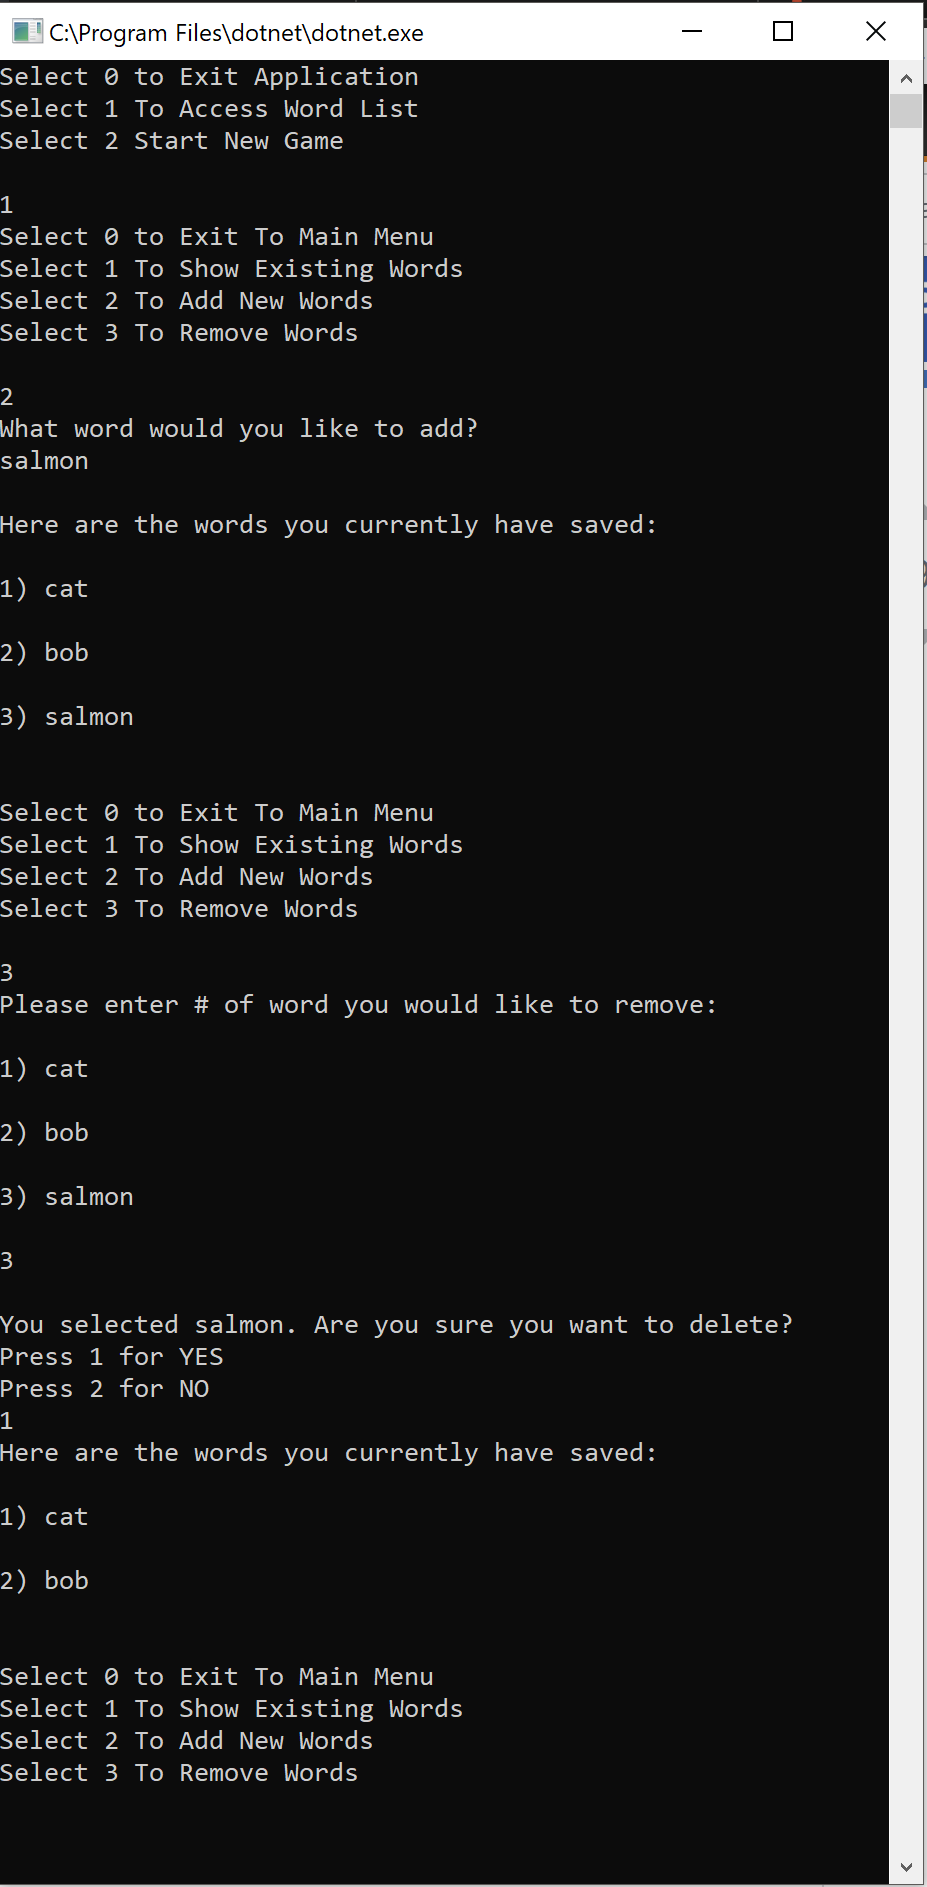 C:\Program Files\dotnet\dotnet.exe
Select 0 to Exit Application
Select 1 To Access Word List
Select 2 Start New Game
1
Select 0 to Exit To Main Menu
Select 1 To Show Existing Words
Select 2 To Add New Words
Select 3 To Remove Words
2
What word would you like to add?
salmon
Here are the words you currently have saved:
1) cat
2) bob
3) salmon
Select 0 to Exit To Main Menu
Select 1 To Show Existing Words
Select 2 To Add New Words
Select 3 To Remove Words
3
Please enter # of word you would like to remove:
1) cat
2) bob
3) salmon
3
You selected salmon. Are you sure you want to delete?
Press 1 for YES
Press 2 for NO
1
Here are the words you currently have saved:
1) cat
2) bob
Select 0 to Exit To Main Menu
Select 1 To Show Existing Words
Select 2 To Add New Words
Select 3 To Remove Words